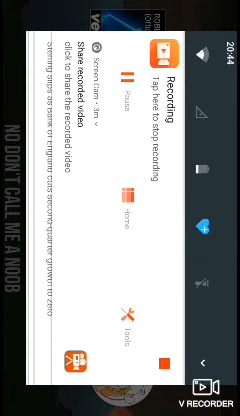 20:44
Recording
Tap here to stop recording
Pause
Home
Tools
Screen Cam • 3m
Share recorded video
click to share the recorded video
Sterling slips as Bank of England cuts second-quarter growth to zero
NO DON'T CALL ME A NOOB
V RECORDER